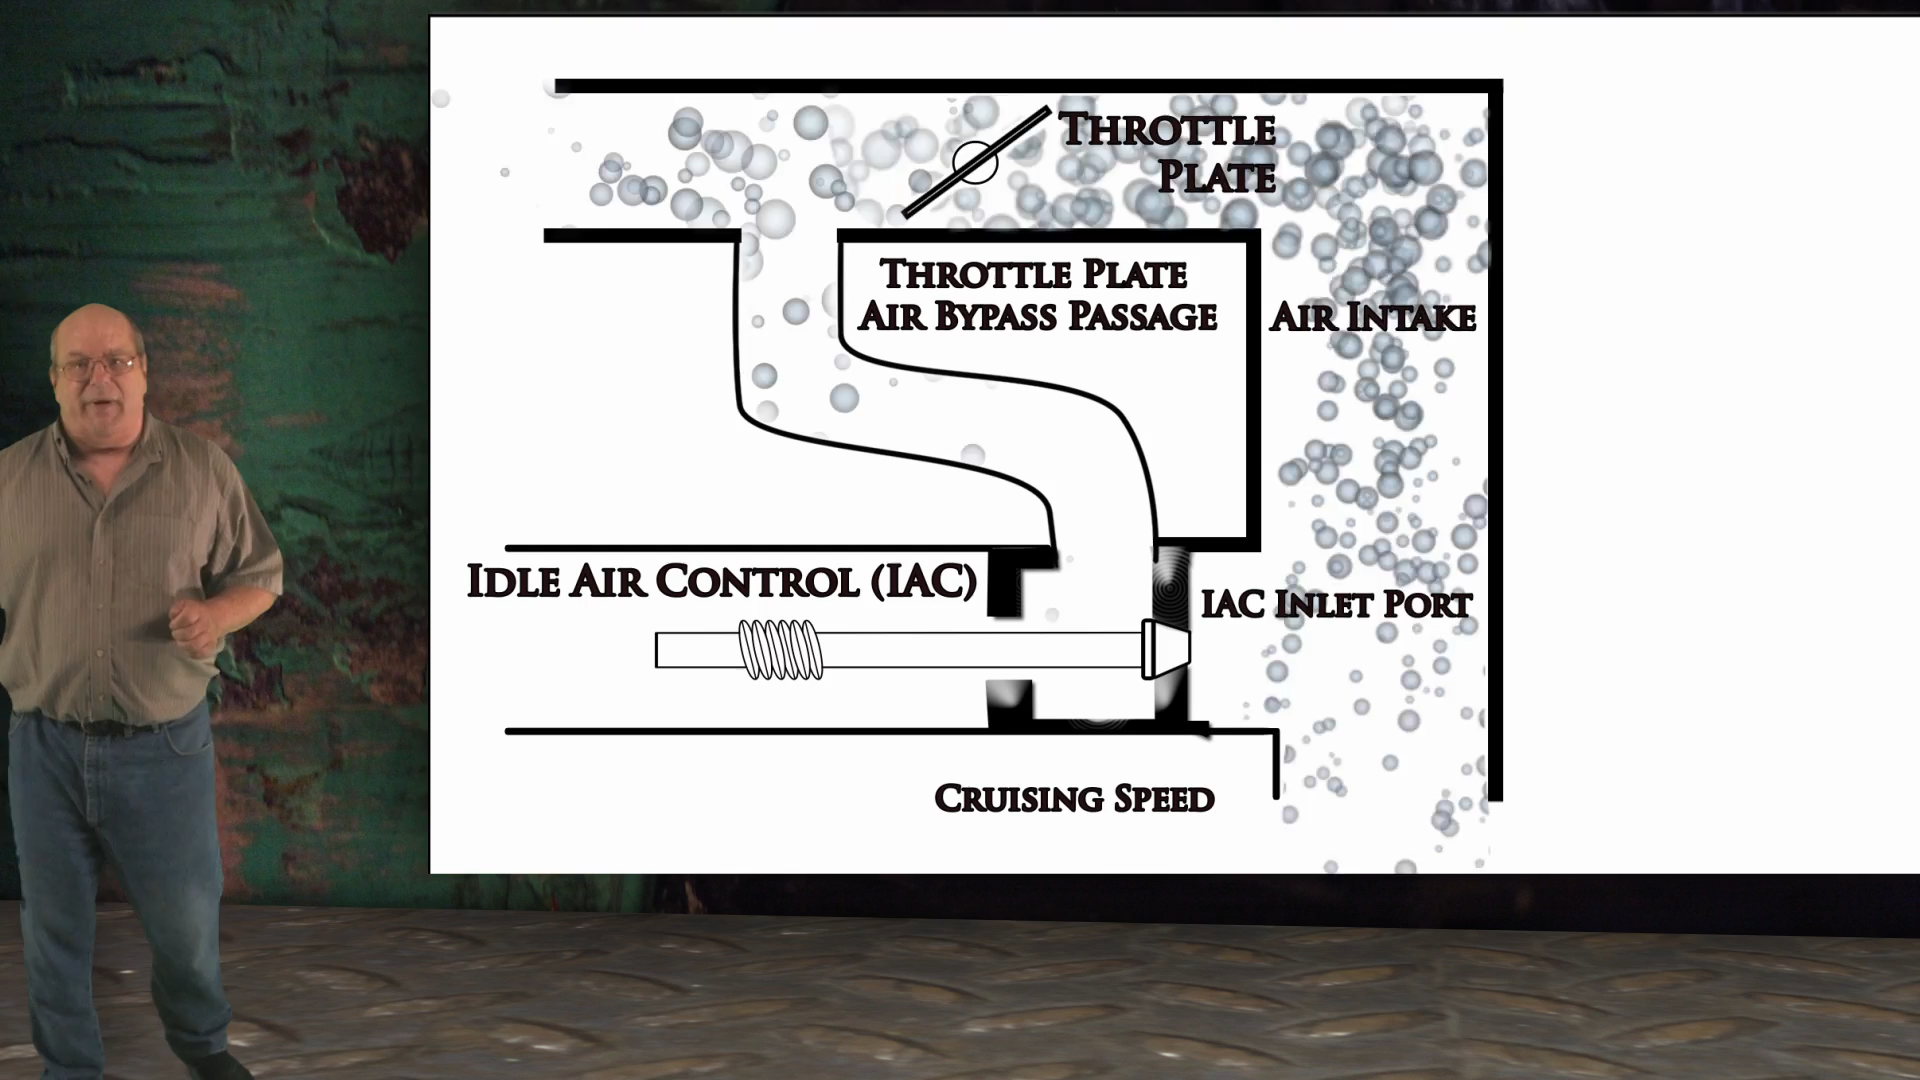 THROTTLE
PLATE
THROTTLE PLATE
AIR BYPASS PASSAGE
AIR INTAKE
IDLE AIR CONTROL (IAC)
IAC INLET PORT
CRUISING SPEED